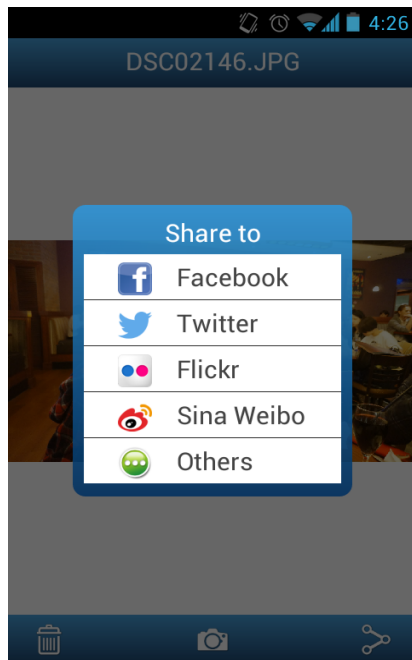 4:26
DSC02146.JPG
Share to
Facebook
Twitter
Flickr
Sina Weibo
Others